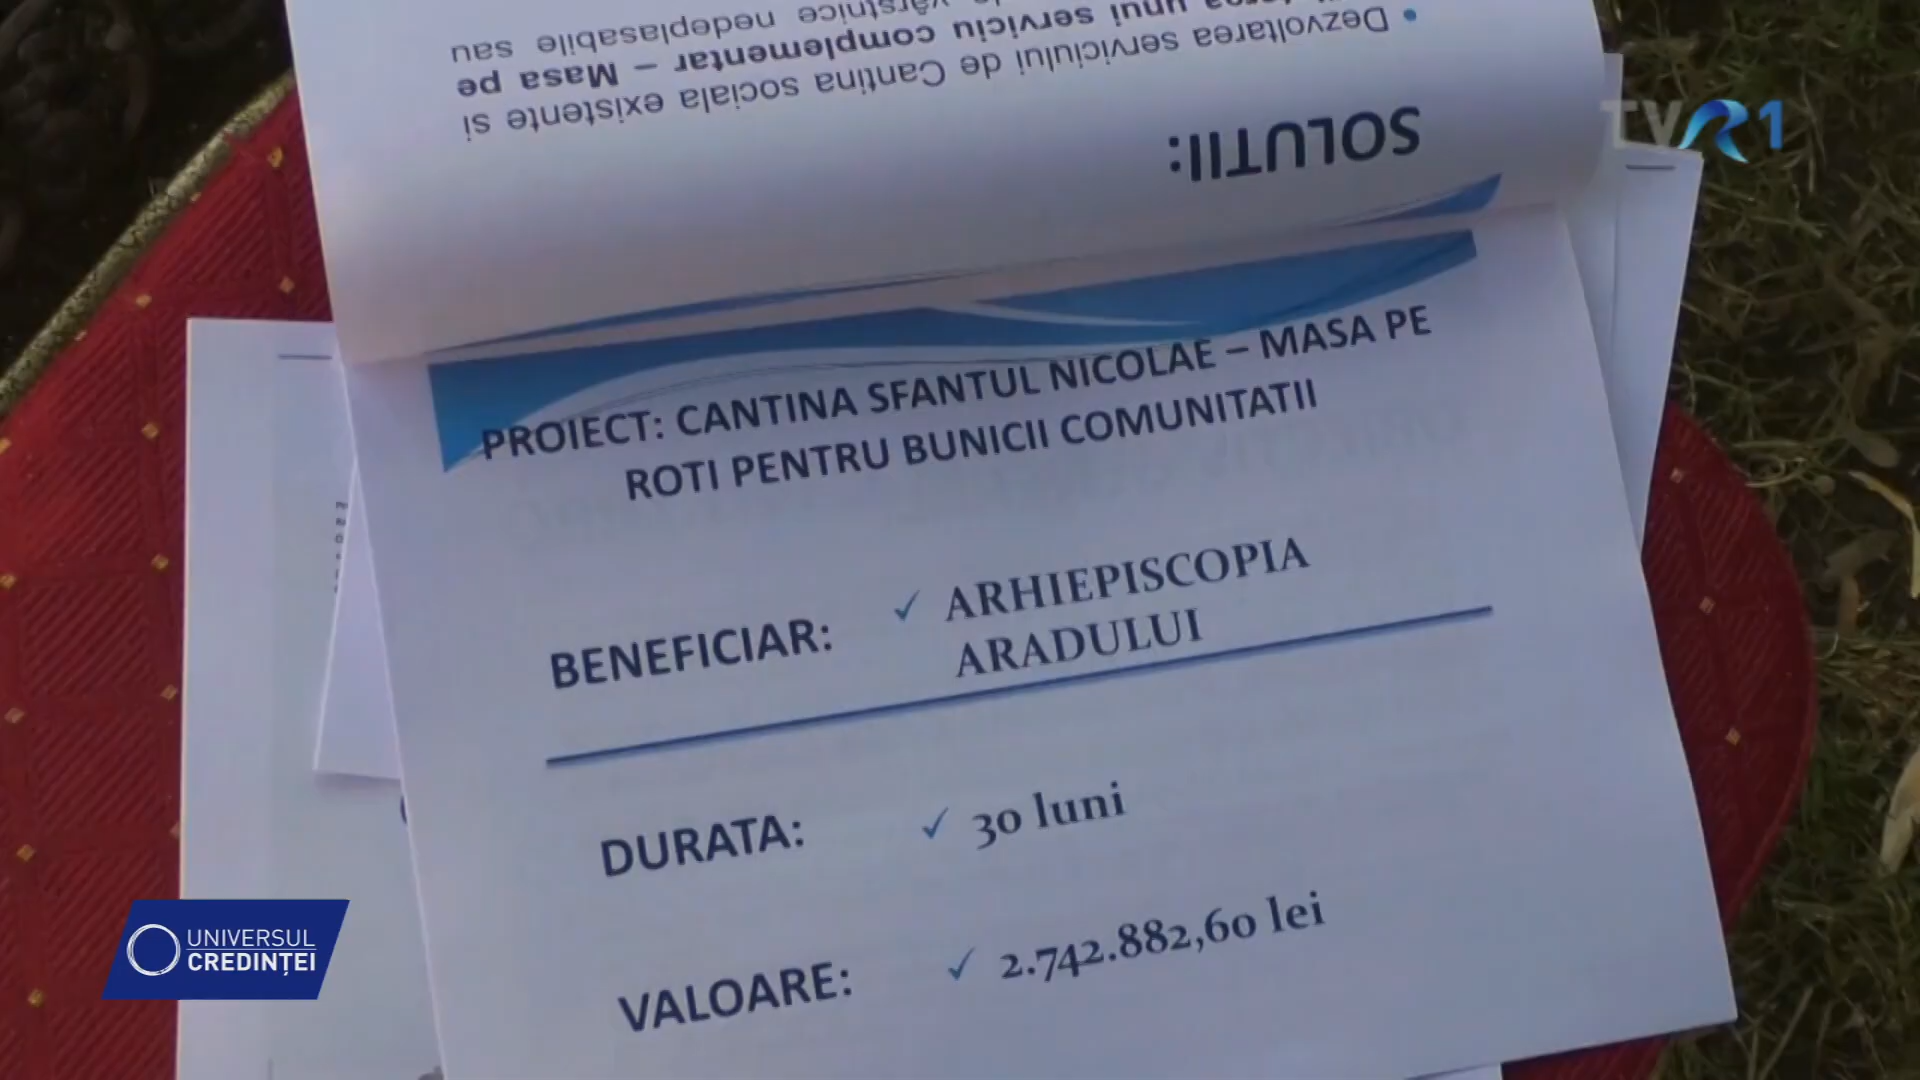 SOLUTII:
• Dezvoltarea serviciului de Cantina sociala existente si
unui serviciu complementar – Masa pe
vârstnice nedeplasabile sau
TVR1
PROIECT: CANTINA SFANTUL NICOLAE – MASA PE
ROTI PENTRU BUNICII COMUNITATII
BENEFICIAR: ✓ ARHIEPISCOPIA
ARADULUI
DURATA: ✓ 30 luni
VALOARE: ✓ 2.742.882,60 lei
UNIVERSUL
CREDINȚEI